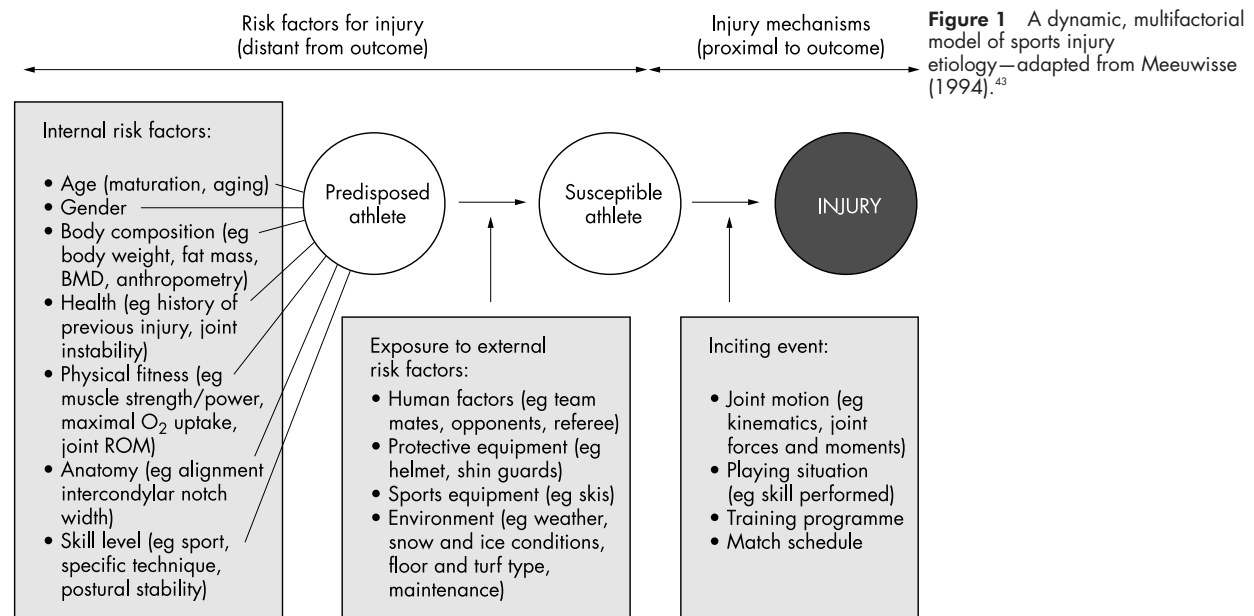 Risk factors for injury
(distant from outcome)
Injury mechanisms
(proximal to outcome)
Figure 1 A dynamic, multifactorial
model of sports injury
etiology—adapted from Meeuwisse
(1994).43
Internal risk factors:
• Age (maturation, aging)
• Gender
• Body composition (eg
body weight, fat mass,
BMD, anthropometry)
• Health (eg history of
previous injury, joint
instability)
• Physical fitness (eg
muscle strength/power,
maximal O2 uptake,
joint ROM)
• Anatomy (eg alignment
intercondylar notch
width)
• Skill level (eg sport,
specific technique,
postural stability)
Predisposed
athlete
Susceptible
athlete
INJURY
Exposure to external
risk factors:
• Human factors (eg team
mates, opponents, referee)
• Protective equipment (eg
helmet, shin guards)
• Sports equipment (eg skis)
• Environment (eg weather,
snow and ice conditions,
floor and turf type,
maintenance)
Inciting event:
• Joint motion (eg
kinematics, joint
forces and moments)
• Playing situation
(eg skill performed)
• Training programme
• Match schedule